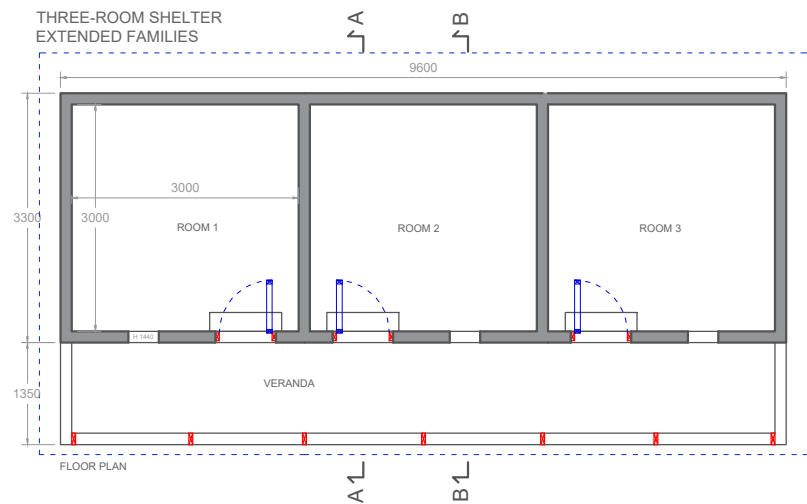 THREE-ROOM SHELTER
EXTENDED FAMILIES
A
B
9600
3000
3300
3000
ROOM 1
ROOM 2
ROOM 3
H 1440
1350
VERANDA
FLOOR PLAN
A
B